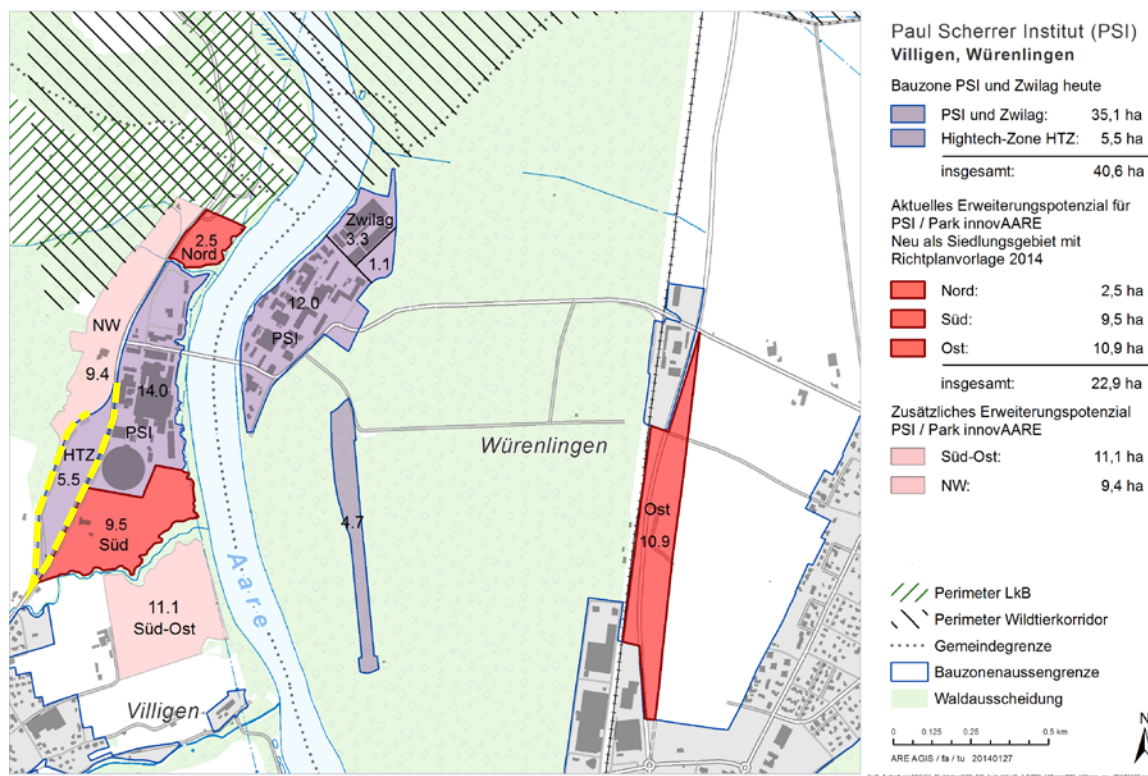 Paul Scherrer Institut (PSI)
Villigen, Würenlingen
Bauzone PSI und Zwilag heute
PSI und Zwilag: 35,1 ha
Hightech-Zone HTZ: 5,5 ha
insgesamt: 40,6 ha
Aktuelles Erweiterungspotenzial für
PSI / Park innovAARE
Neu als Siedlungsgebiet mit
Richtplanvorlage 2014
Nord: 2,5 ha
Süd: 9,5 ha
Ost: 10,9 ha
insgesamt: 22,9 ha
Zusätzliches Erweiterungspotenzial
PSI / Park innovAARE
Süd-Ost: 11,1 ha
NW: 9,4 ha
Perimeter LkB
Perimeter Wildtierkorridor
Gemeindegrenze
Bauzonenaussengrenze
Waldausscheidung
N
0 0.125 0.25 0.5 km
ARE AGIS / fa / tu 20140127
2.5
Nord
Zwilag
3.3
1.1
12.0
PSI
NW
9.4
14.0
PSI
HTZ
5.5
9.5
Süd
11.1
Süd-Ost
Villigen
Aare
4.7
Würenlingen
Ost
10.9